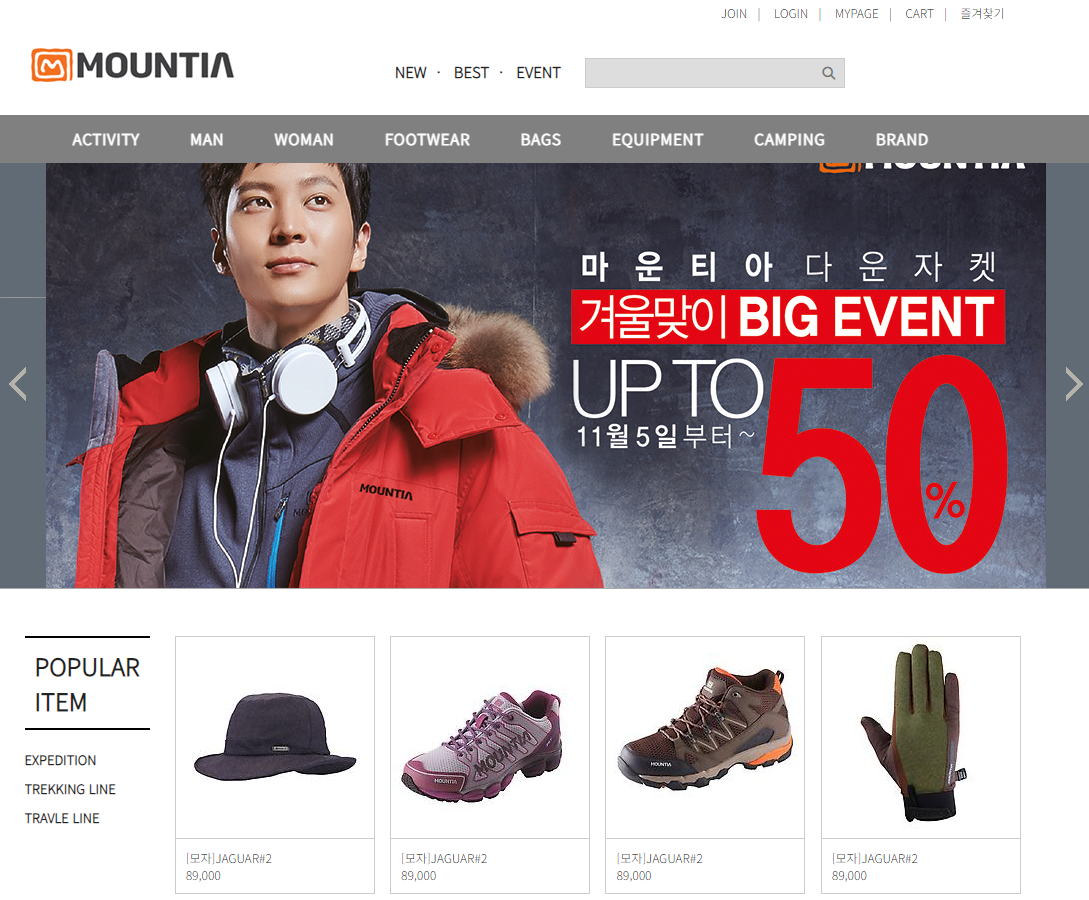 JOIN | LOGIN | MYPAGE | CART | 즐겨찾기
MOUNTIA
NEW · BEST · EVENT
ACTIVITY MAN WOMAN FOOTWEAR BAGS EQUIPMENT CAMPING BRAND
마운티아 다운자켓
겨울맞이 BIG EVENT
UP TO 50%
11월 5일부터~
MOUNTIA
POPULAR
ITEM
EXPEDITION
TREKKING LINE
TRAVLE LINE
MOUNTIA
MOUNTIA
MOUNTIA
[모자]JAGUAR#2 [모자]JAGUAR#2 [모자]JAGUAR#2 [모자]JAGUAR#2
89,000 89,000 89,000 89,000